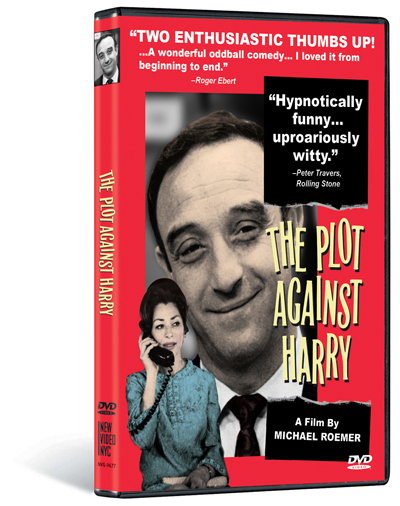 "TWO ENTHUSIASTIC THUMBS UP!
...A wonderful oddball comedy... I loved it from
beginning to end."
–Roger Ebert
"Hypnotically
funny...
uproariously
witty."
–Peter Travers,
Rolling Stone
THE PLOT
AGAINST
HARRY
A Film By
MICHAEL ROEMER
DVD
VIDEO
THE PLOT AGAINST HARRY
DVD
NEW
VIDEO
NYC